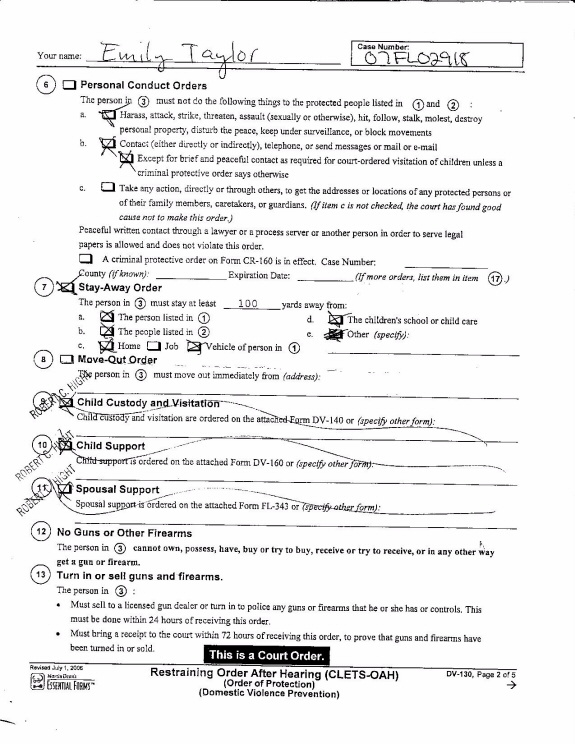 Your name: Emily Taylor
Case Number:
07FL02918
6 Personal Conduct Orders
The person in 3 must not do the following things to the protected people listed in 1 and 2 :
a. Harass, attack, strike, threaten, assault (sexually or otherwise), hit, follow, stalk, molest, destroy
personal property, disturb the peace, keep under surveillance, or block movements
b. Contact (either directly or indirectly), telephone, or send messages or mail or e-mail
Except for brief and peaceful contact as required for court-ordered visitation of children unless a
criminal protective order says otherwise
c. Take any action, directly or through others, to get the addresses or locations of any protected persons or
of their family members, caretakers, or guardians. (If item c is not checked, the court has found good
cause not to make this order.)
Peaceful written contact through a lawyer or a process server or another person in order to serve legal
papers is allowed and does not violate this order.
A criminal protective order on Form CR-160 is in effect. Case Number:
County (if known): Expiration Date: (If more orders, list them in item 17.)
7 Stay-Away Order
The person in 3 must stay at least 100 yards away from:
a. The person listed in 1 d. The children's school or child care
b. The people listed in 2 e. Other (specify):
c. Home Job Vehicle of person in 1
8 Move-Out Order
The person in 3 must move out immediately from (address):
ROBERT C. HIGHT
9 Child Custody and Visitation
Child custody and visitation are ordered on the attached Form DV-140 or (specify other form):
10 Child Support
ROBERT C. HIGHT
Child support is ordered on the attached Form DV-160 or (specify other form):
11 Spousal Support
ROBERT C. HIGHT
Spousal support is ordered on the attached Form FL-343 or (specify other form):
12 No Guns or Other Firearms
The person in 3 cannot own, possess, have, buy or try to buy, receive or try to receive, or in any other way
get a gun or firearm.
13 Turn in or sell guns and firearms.
The person in 3 :
• Must sell to a licensed gun dealer or turn in to police any guns or firearms that he or she has or controls. This
must be done within 24 hours of receiving this order.
• Must bring a receipt to the court within 72 hours of receiving this order, to prove that guns and firearms have
been turned in or sold.
This is a Court Order.
Revised July 1, 2006
Martin Dean's
ESSENTIAL FORMS™
Restraining Order After Hearing (CLETS-OAH)
(Order of Protection)
(Domestic Violence Prevention)
DV-130, Page 2 of 5
→